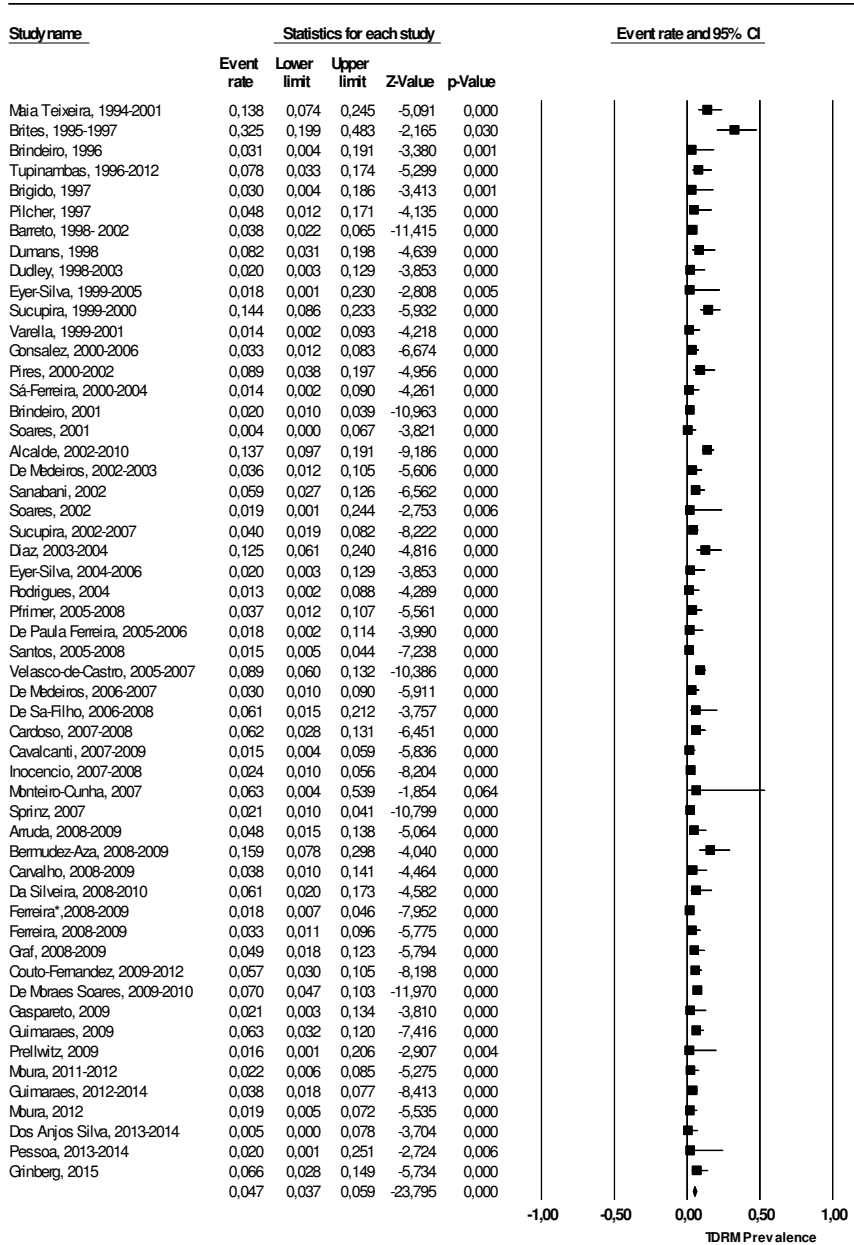 Study name Statistics for each study Event rate and 95% CI
Event rate Lower limit Upper limit Z-Value p-Value
Maia Teixeira, 1994-2001 0,138 0,074 0,245 -5,091 0,000
Brites, 1995-1997 0,325 0,199 0,483 -2,165 0,030
Brindeiro, 1996 0,031 0,004 0,191 -3,380 0,001
Tupinambas, 1996-2012 0,078 0,033 0,174 -5,299 0,000
Brigido, 1997 0,030 0,004 0,186 -3,413 0,001
Pilcher, 1997 0,048 0,012 0,171 -4,135 0,000
Barreto, 1998- 2002 0,038 0,022 0,065 -11,415 0,000
Dumans, 1998 0,082 0,031 0,198 -4,639 0,000
Dudley, 1998-2003 0,020 0,003 0,129 -3,853 0,000
Eyer-Silva, 1999-2005 0,018 0,001 0,230 -2,808 0,005
Sucupira, 1999-2000 0,144 0,086 0,233 -5,932 0,000
Varella, 1999-2001 0,014 0,002 0,093 -4,218 0,000
Gonsalez, 2000-2006 0,033 0,012 0,083 -6,674 0,000
Pires, 2000-2002 0,089 0,038 0,197 -4,956 0,000
Sá-Ferreira, 2000-2004 0,014 0,002 0,090 -4,261 0,000
Brindeiro, 2001 0,020 0,010 0,039 -10,963 0,000
Soares, 2001 0,004 0,000 0,067 -3,821 0,000
Alcalde, 2002-2010 0,137 0,097 0,191 -9,186 0,000
De Medeiros, 2002-2003 0,036 0,012 0,105 -5,606 0,000
Sanabani, 2002 0,059 0,027 0,126 -6,562 0,000
Soares, 2002 0,019 0,001 0,244 -2,753 0,006
Sucupira, 2002-2007 0,040 0,019 0,082 -8,222 0,000
Diaz, 2003-2004 0,125 0,061 0,240 -4,816 0,000
Eyer-Silva, 2004-2006 0,020 0,003 0,129 -3,853 0,000
Rodrigues, 2004 0,013 0,002 0,088 -4,289 0,000
Pfrimer, 2005-2008 0,037 0,012 0,107 -5,561 0,000
De Paula Ferreira, 2005-2006 0,018 0,002 0,114 -3,990 0,000
Santos, 2005-2008 0,015 0,005 0,044 -7,238 0,000
Velasco-de-Castro, 2005-2007 0,089 0,060 0,132 -10,386 0,000
De Medeiros, 2006-2007 0,030 0,010 0,090 -5,911 0,000
De Sa-Filho, 2006-2008 0,061 0,015 0,212 -3,757 0,000
Cardoso, 2007-2008 0,062 0,028 0,131 -6,451 0,000
Cavalcanti, 2007-2009 0,015 0,004 0,059 -5,836 0,000
Inocencio, 2007-2008 0,024 0,010 0,056 -8,204 0,000
Monteiro-Cunha, 2007 0,063 0,004 0,539 -1,854 0,064
Sprinz, 2007 0,021 0,010 0,041 -10,799 0,000
Arruda, 2008-2009 0,048 0,015 0,138 -5,064 0,000
Bermudez-Aza, 2008-2009 0,159 0,078 0,298 -4,040 0,000
Carvalho, 2008-2009 0,038 0,010 0,141 -4,464 0,000
Da Silveira, 2008-2010 0,061 0,020 0,173 -4,582 0,000
Ferreira*,2008-2009 0,018 0,007 0,046 -7,952 0,000
Ferreira, 2008-2009 0,033 0,011 0,096 -5,775 0,000
Graf, 2008-2009 0,049 0,018 0,123 -5,794 0,000
Couto-Fernandez, 2009-2012 0,057 0,030 0,105 -8,198 0,000
De Moraes Soares, 2009-2010 0,070 0,047 0,103 -11,970 0,000
Gaspareto, 2009 0,021 0,003 0,134 -3,810 0,000
Guimaraes, 2009 0,063 0,032 0,120 -7,416 0,000
Prellwitz, 2009 0,016 0,001 0,206 -2,907 0,004
Moura, 2011-2012 0,022 0,006 0,085 -5,275 0,000
Guimaraes, 2012-2014 0,038 0,018 0,077 -8,413 0,000
Moura, 2012 0,019 0,005 0,072 -5,535 0,000
Dos Anjos Silva, 2013-2014 0,005 0,000 0,078 -3,704 0,000
Pessoa, 2013-2014 0,020 0,001 0,251 -2,724 0,006
Grinberg, 2015 0,066 0,028 0,149 -5,734 0,000
0,047 0,037 0,059 -23,795 0,000
-1,00 -0,50 0,00 0,50 1,00
TDRM Prevalence